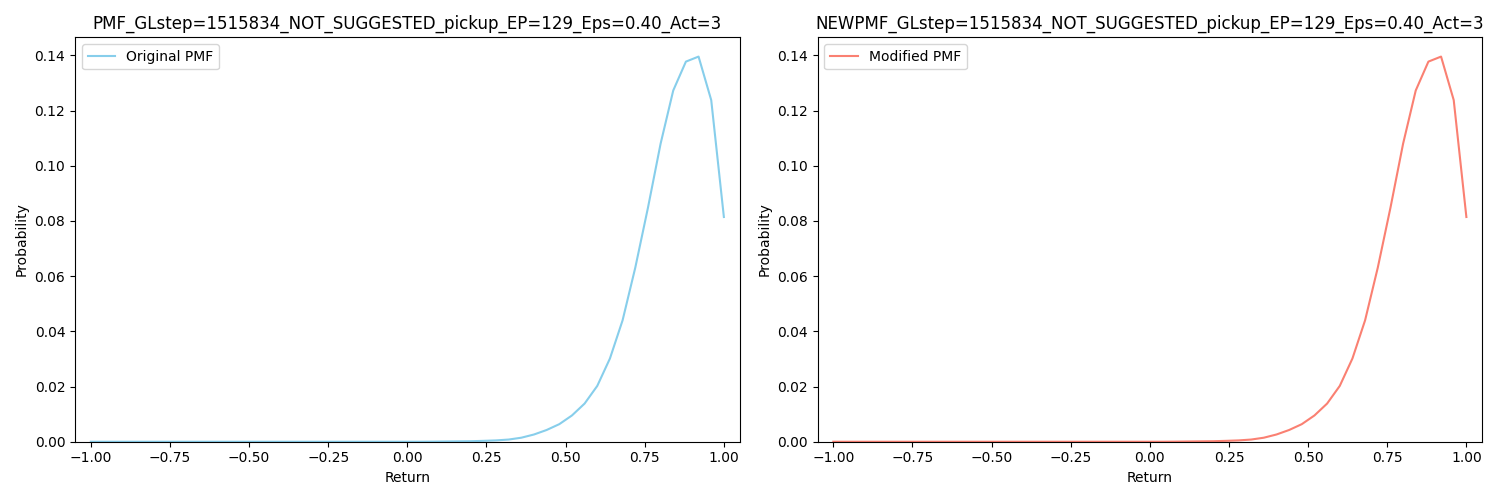 PMF_GLstep=1515834_NOT_SUGGESTED_pickup_EP=129_Eps=0.40_Act=3
Original PMF
0.14
0.12
0.10
0.08
0.06
0.04
0.02
0.00
Probability
−1.00 −0.75 −0.50 −0.25 0.00 0.25 0.50 0.75 1.00
Return
NEWPMF_GLstep=1515834_NOT_SUGGESTED_pickup_EP=129_Eps=0.40_Act=3
Modified PMF
0.14
0.12
0.10
0.08
0.06
0.04
0.02
0.00
Probability
−1.00 −0.75 −0.50 −0.25 0.00 0.25 0.50 0.75 1.00
Return